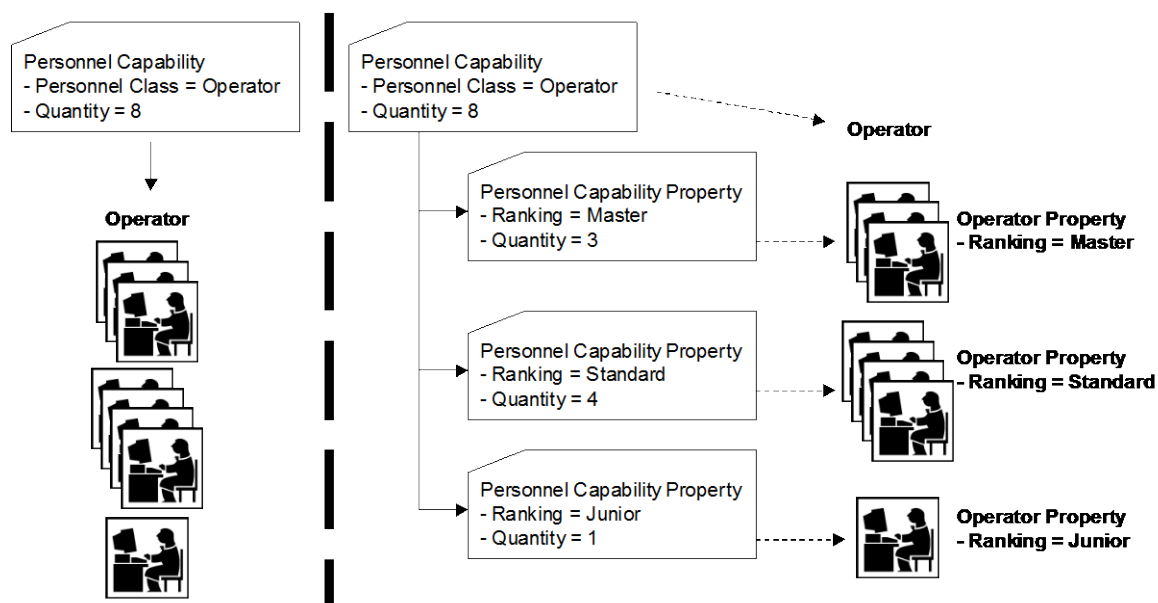 Personnel Capability
- Personnel Class = Operator
- Quantity = 8
Operator
Personnel Capability
- Personnel Class = Operator
- Quantity = 8
Operator
Personnel Capability Property
- Ranking = Master
- Quantity = 3
Operator Property
- Ranking = Master
Personnel Capability Property
- Ranking = Standard
- Quantity = 4
Operator Property
- Ranking = Standard
Personnel Capability Property
- Ranking = Junior
- Quantity = 1
Operator Property
- Ranking = Junior